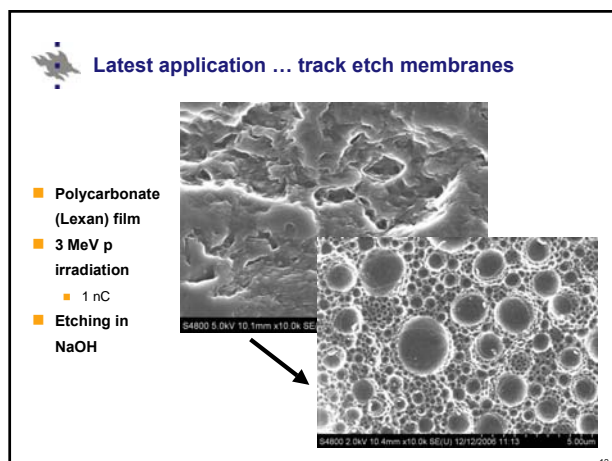 Latest application … track etch membranes
Polycarbonate
(Lexan) film
3 MeV p
irradiation
1 nC
Etching in
NaOH
S4800 5.0kV 10.1mm x10.0k SE(
S4800 2.0kV 10.4mm x10.0k SE(U) 12/12/2006 11:13 5.00um